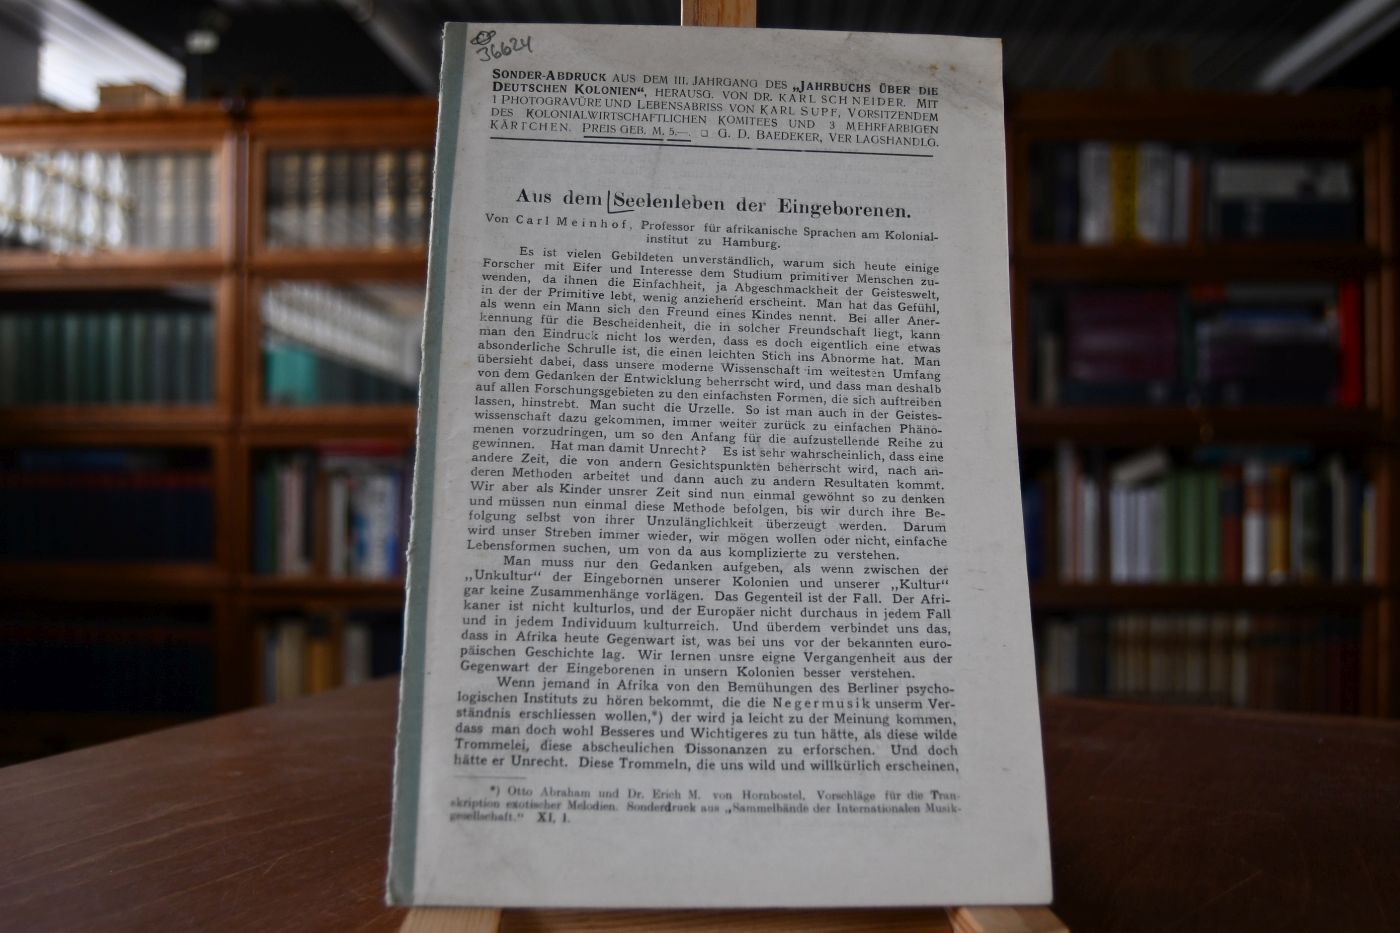 36624
SONDER-ABDRUCK AUS DEM III. JAHRGANG DES „JAHRBUCHS ÜBER DIE
DEUTSCHEN KOLONIEN“, HERAUSG. VON DR. KARL SCHNEIDER. MIT
1 PHOTOGRAVÜRE UND LEBENSABRISS VON KARL SUPF, VORSITZENDEM
DES KOLONIALWIRTSCHAFTLICHEN KOMITEES UND 3 MEHRFARBIGEN
KÄRTCHEN. PREIS GEB. M. 5.—. □ G. D. BAEDEKER, VERLAGSHANDLG.
Aus dem Seelenleben der Eingeborenen.
Von Carl Meinhof, Professor für afrikanische Sprachen am Kolonial-
institut zu Hamburg.
Es ist vielen Gebildeten unverständlich, warum sich heute einige
Forscher mit Eifer und Interesse dem Studium primitiver Menschen zu-
wenden, da ihnen die Einfachheit, ja Abgeschmackheit der Geisteswelt,
in der der Primitive lebt, wenig anziehend erscheint. Man hat das Gefühl,
als wenn ein Mann sich den Freund eines Kindes nennt. Bei aller Aner-
kennung für die Bescheidenheit, die in solcher Freundschaft liegt, kann
man den Eindruck nicht los werden, dass es doch eigentlich eine etwas
absonderliche Schrulle ist, die einen leichten Stich ins Abnorme hat. Man
übersieht dabei, dass unsere moderne Wissenschaft im weitesten Umfang
von dem Gedanken der Entwicklung beherrscht wird, und dass man deshalb
auf allen Forschungsgebieten zu den einfachsten Formen, die sich auftreiben
lassen, hinstrebt. Man sucht die Urzelle. So ist man auch in der Geistes-
wissenschaft dazu gekommen, immer weiter zurück zu einfachen Phäno-
menen vorzudringen, um so den Anfang für die aufzustellende Reihe zu
gewinnen. Hat man damit Unrecht? Es ist sehr wahrscheinlich, dass eine
andere Zeit, die von andern Gesichtspunkten beherrscht wird, nach an-
deren Methoden arbeitet und dann auch zu andern Resultaten kommt.
Wir aber als Kinder unsrer Zeit sind nun einmal gewöhnt so zu denken
und müssen nun einmal diese Methode befolgen, bis wir durch ihre Be-
folgung selbst von ihrer Unzulänglichkeit überzeugt werden. Darum
wird unser Streben immer wieder, wir mögen wollen oder nicht, einfache
Lebensformen suchen, um von da aus komplizierte zu verstehen.
Man muss nur den Gedanken aufgeben, als wenn zwischen der
„Unkultur“ der Eingebornen unserer Kolonien und unserer „Kultur“
gar keine Zusammenhänge vorlägen. Das Gegenteil ist der Fall. Der Afri-
kaner ist nicht kulturlos, und der Europäer nicht durchaus in jedem Fall
und in jedem Individuum kulturreich. Und überdem verbindet uns das,
dass in Afrika heute Gegenwart ist, was bei uns vor der bekannten euro-
päischen Geschichte lag. Wir lernen unsre eigne Vergangenheit aus der
Gegenwart der Eingeborenen in unsern Kolonien besser verstehen.
Wenn jemand in Afrika von den Bemühungen des Berliner psycho-
logischen Instituts zu hören bekommt, die die Negermusik unserm Ver-
ständnis erschliessen wollen,*) der wird ja leicht zu der Meinung kommen,
dass man doch wohl Besseres und Wichtigeres zu tun hätte, als diese wilde
Trommelei, diese abscheulichen Dissonanzen zu erforschen. Und doch
hätte er Unrecht. Diese Trommeln, die uns wild und willkürlich erscheinen,
*) Otto Abraham und Dr. Erich M. von Hornbostel, Vorschläge für die Tran-
skription exotischer Melodien. Sonderdruck aus „Sammelbände der Internationalen Musik-
gesellschaft.“ XI, 1.